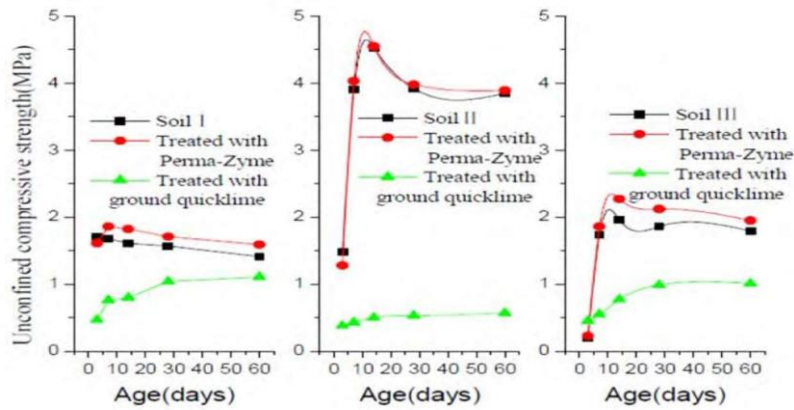 Unconfined compressive strength(MPa)
5
4
3
2
1
0
Soil I
Treated with
Perma-Zyme
Treated with
ground quicklime
0 10 20 30 40 50 60
Age(days)
5
4
3
2
1
0
Soil II
Treated with
Perma-Zyme
Treated with
ground quicklime
0 10 20 30 40 50 60
Age(days)
5
4
3
2
1
0
Soil III
Treated with
Perma-Zyme
Treated with
ground quicklime
0 10 20 30 40 50 60
Age(days)